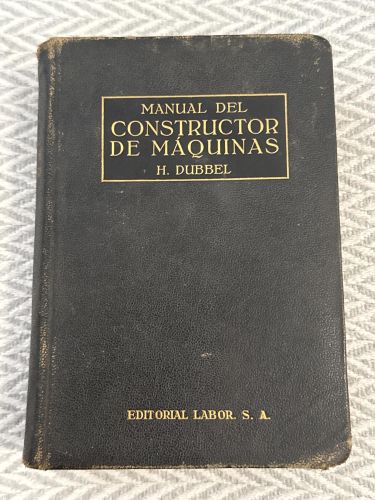 MANUAL DEL
CONSTRUCTOR
DE MÁQUINAS
H. DUBBEL
EDITORIAL LABOR. S. A.